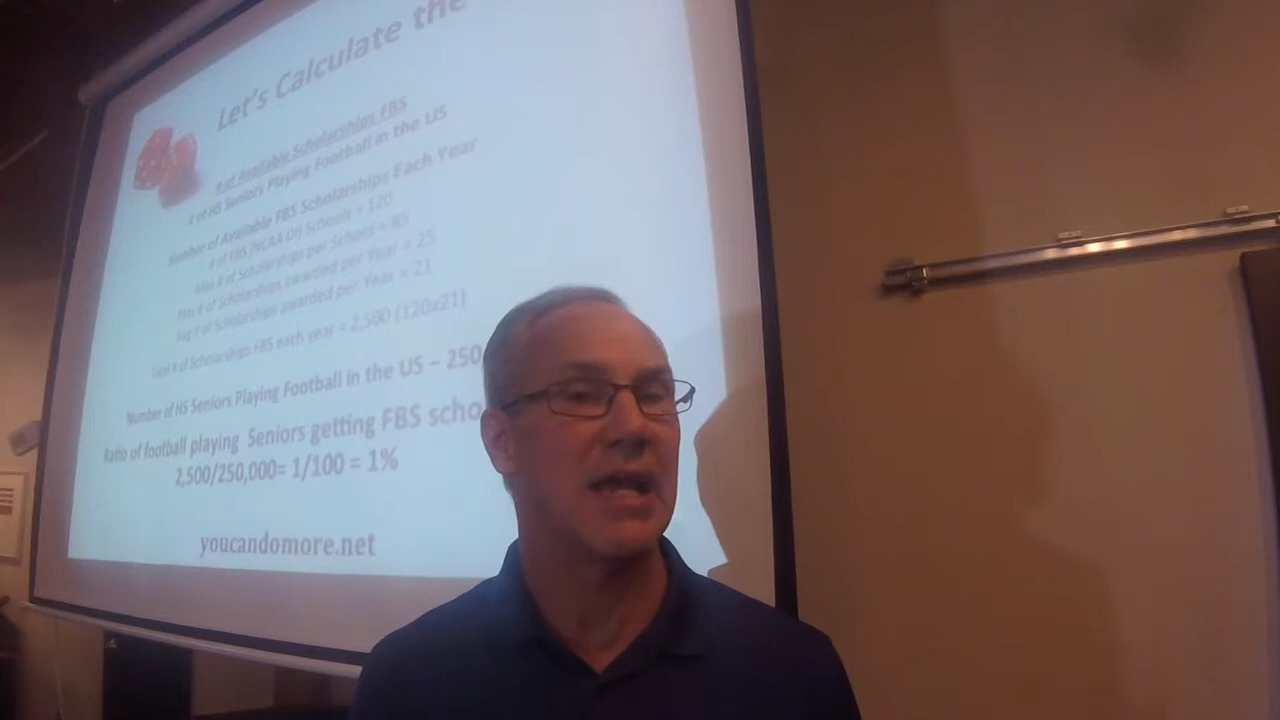 Let's Calculate the
# of Available Scholarships FBS
# of HS Seniors Playing Football in the US
Number of Available FBS Scholarships Each Year
# of FBS (NCAA DI) Schools = 120
Max # of Scholarships per School = 85
Max # of Scholarships awarded per Year = 25
Avg # of Scholarships awarded per Year = 21
Total # of Scholarships FBS each year = 2,500 (120x21)
Number of HS Seniors Playing Football in the US – 250
Ratio of football playing Seniors getting FBS scho
2,500/250,000= 1/100 = 1%
youcandomore.net